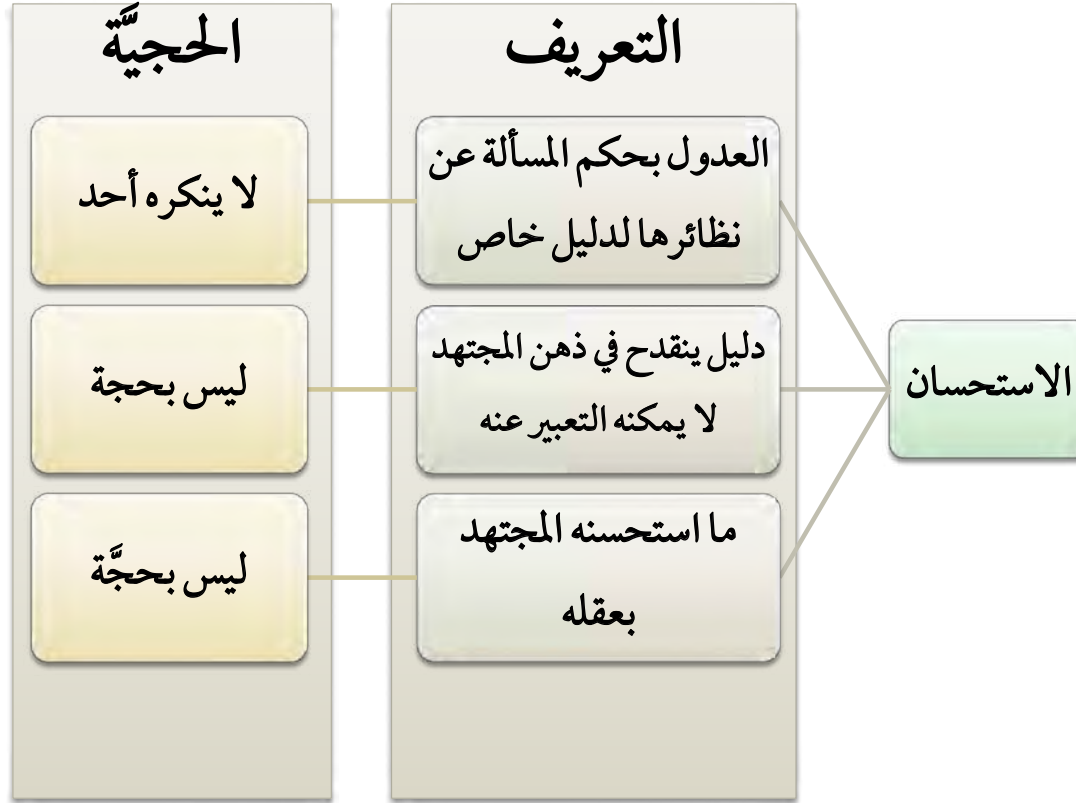 الاستحسان
التعريف
العدول بحكم المسألة عن
نظائرها لدليل خاص
دليل ينقدح في ذهن المجتهد
لا يمكنه التعبير عنه
ما استحسنه المجتهد
بعقله
الحجيَّة
لا ينكره أحد
ليس بحجة
ليس بحجَّة